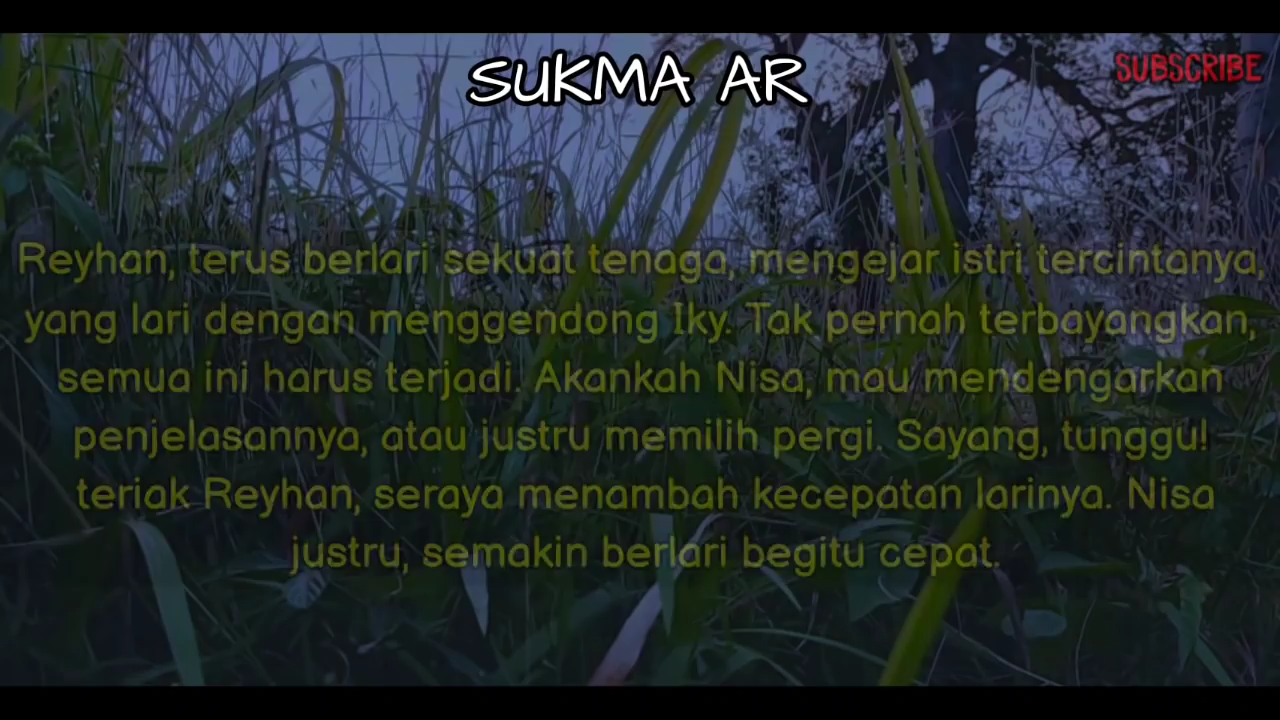 SUKMA AR
SUBSCRIBE
Reyhan, terus berlari sekuat tenaga, mengejar istri tercintanya,
yang lari dengan menggendong Iky. Tak pernah terbayangkan,
semua ini harus terjadi. Akankah Nisa, mau mendengarkan
penjelasannya, atau justru memilih pergi. Sayang, tunggu!
teriak Reyhan, seraya menambah kecepatan larinya. Nisa
justru, semakin berlari begitu cepat.